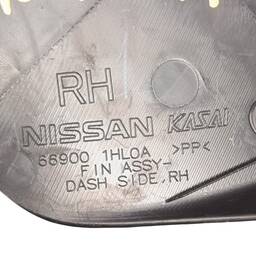 RH
NISSAN KASAI
66900 1HL0A >PP<
FIN ASSY-
DASH SIDE,RH